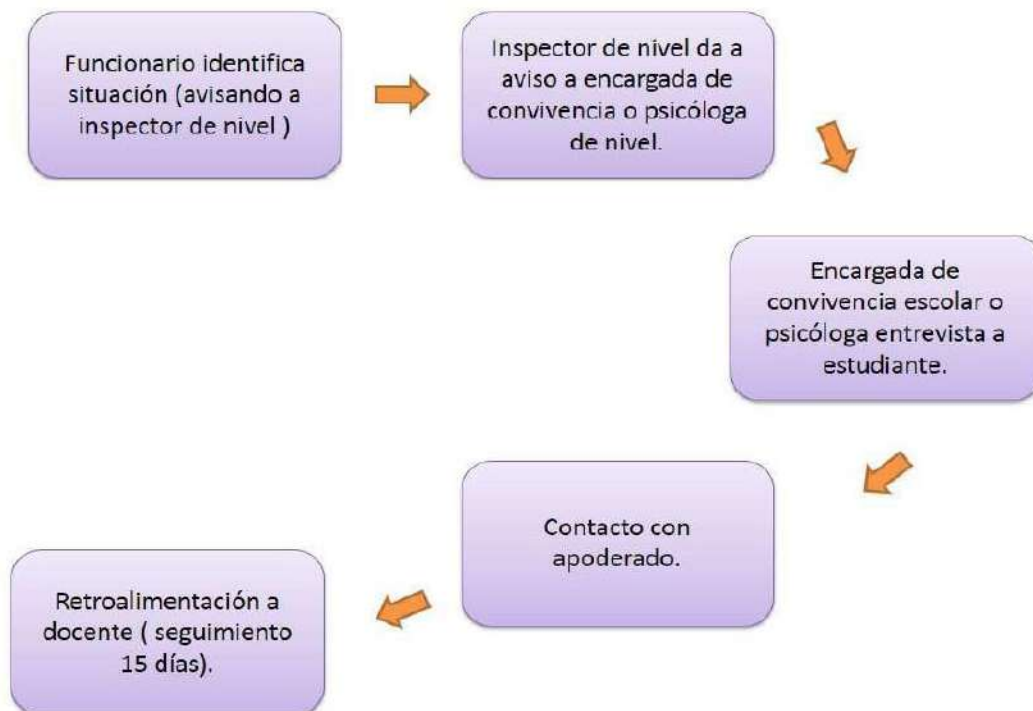 Funcionario identifica
situación (avisando a
inspector de nivel )
Inspector de nivel da a
aviso a encargada de
convivencia o psicóloga
de nivel.
Encargada de
convivencia escolar o
psicóloga entrevista a
estudiante.
Contacto con
apoderado.
Retroalimentación a
docente ( seguimiento
15 días).